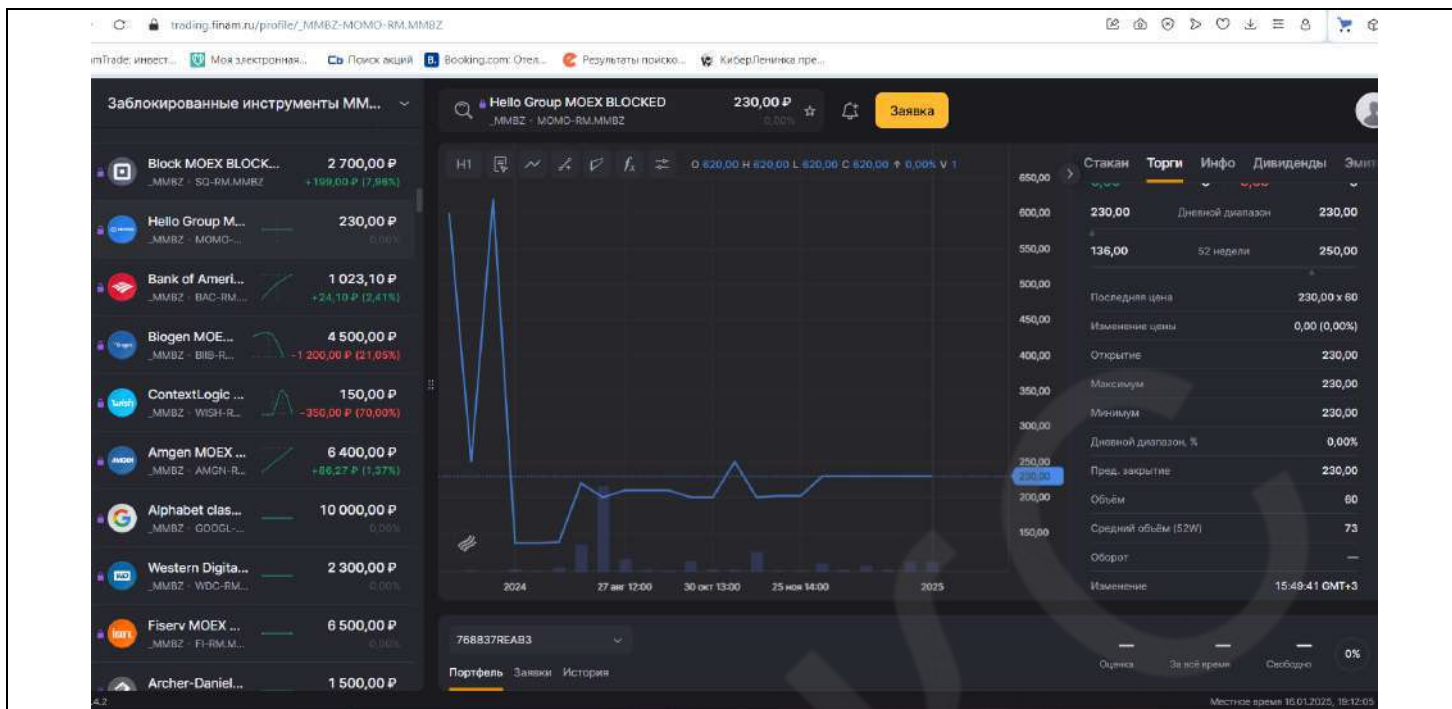 trading.finam.ru/profile/_MMBZ-MOMO-RM.MMBZ
mTrade: инвест... Моя электронная... Съ Поиск акций B. Booking.com: Отел... Результаты поиско... КиберЛенинка пре...
Заблокированные инструменты MM...
Hello Group MOEX BLOCKED 230,00 ₽
_MMBZ · MOMO-RM.MMBZ 0,00%
Заявка
Block MOEX BLOCK... 2 700,00 ₽
_MMBZ · SQ-RM.MMBZ +199,00 ₽ (7,96%)
Hello Group M... 230,00 ₽
_MMBZ · MOMO-... 0,00%
Bank of Ameri... 1 023,10 ₽
_MMBZ · BAC-RM.... +24,10 ₽ (2,41%)
Biogen MOE... 4 500,00 ₽
_MMBZ · BIIB-R... -1 200,00 ₽ (21,05%)
ContextLogic ... 150,00 ₽
_MMBZ · WISH-R... -350,00 ₽ (70,00%)
Amgen MOEX ... 6 400,00 ₽
_MMBZ · AMGN-R... +86,27 ₽ (1,37%)
Alphabet clas... 10 000,00 ₽
_MMBZ · GOOGL-... 0,00%
Western Digita... 2 300,00 ₽
_MMBZ · WDC-RM... 0,00%
Fiserv MOEX ... 6 500,00 ₽
_MMBZ · FI-RM.M... 0,00%
Archer-Daniel... 1 500,00 ₽
4.2
H1 fx O 620,00 H 620,00 L 620,00 C 620,00 ↑ 0,00% V 1
650,00
600,00
550,00
500,00
450,00
400,00
350,00
300,00
250,00
230,00
200,00
150,00
2024 27 авг 12:00 30 окт 13:00 25 ноя 14:00 2025
Стакан Торги Инфо Дивиденды Эмит
230,00 Дневной диапазон 230,00
136,00 52 недели 250,00
Последняя цена 230,00 x 60
Изменение цены 0,00 (0,00%)
Открытие 230,00
Максимум 230,00
Минимум 230,00
Дневной диапазон, % 0,00%
Пред. закрытие 230,00
Объём 60
Средний объём (52W) 73
Оборот —
Изменение 15:49:41 GMT+3
768837REAB3
Портфель Заявки История
— — — 0%
Оценка За всё время Свободно
Местное время 16.01.2025, 19:12:05